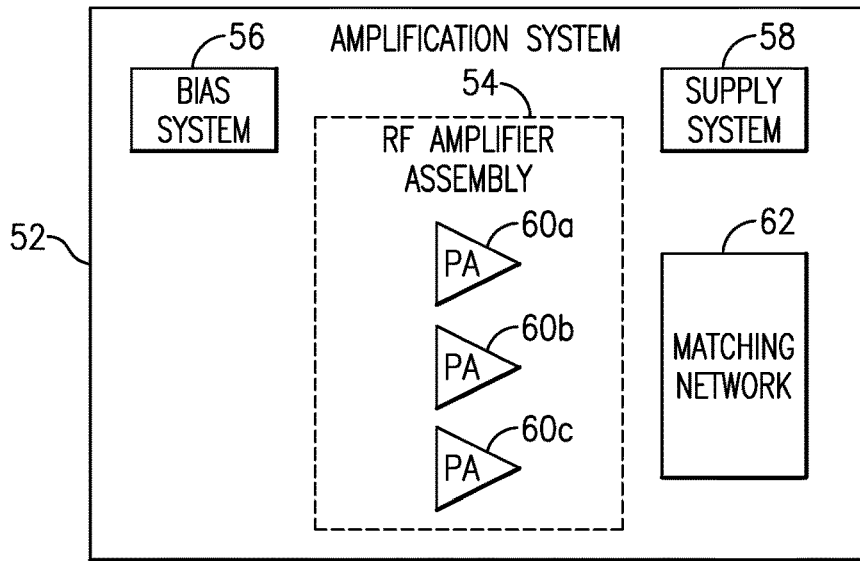 56
AMPLIFICATION SYSTEM
58
BIAS
SYSTEM
54
SUPPLY
SYSTEM
RF AMPLIFIER
ASSEMBLY
52
60a
PA
62
60b
PA
MATCHING
NETWORK
60c
PA